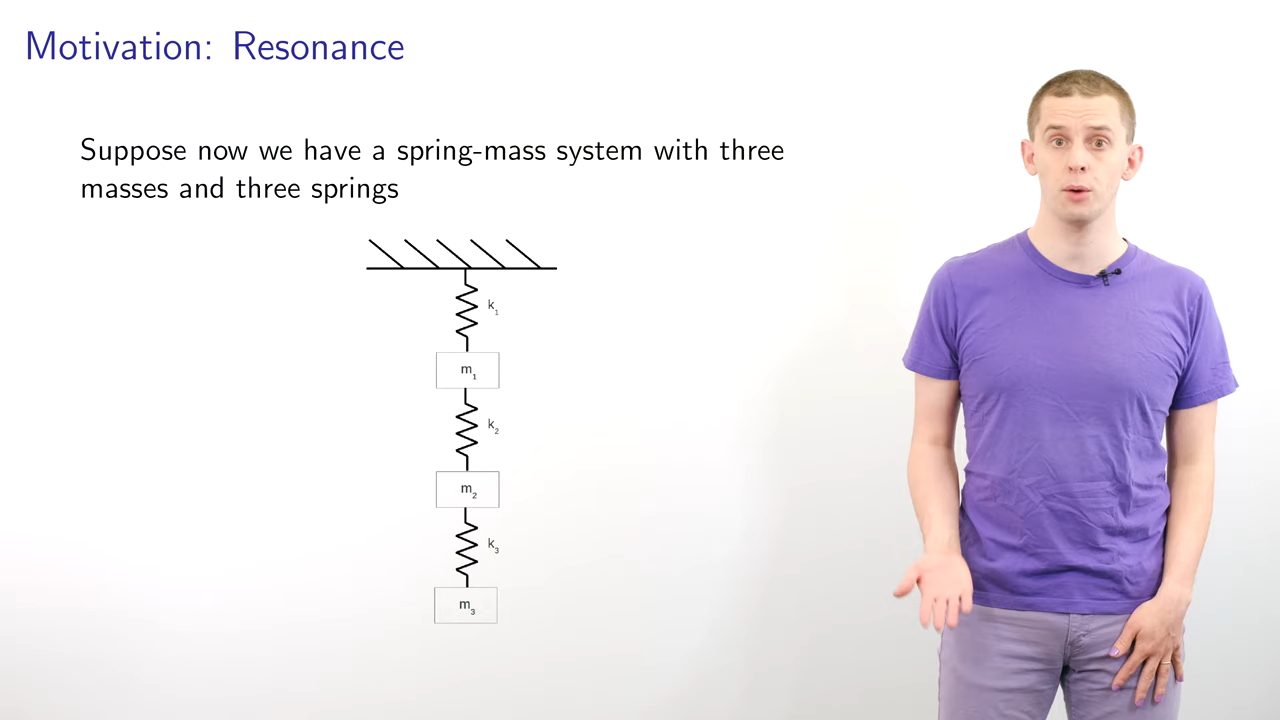 Motivation: Resonance
Suppose now we have a spring-mass system with three
masses and three springs
k₁
m₁
k₂
m₂
k₃
m₃